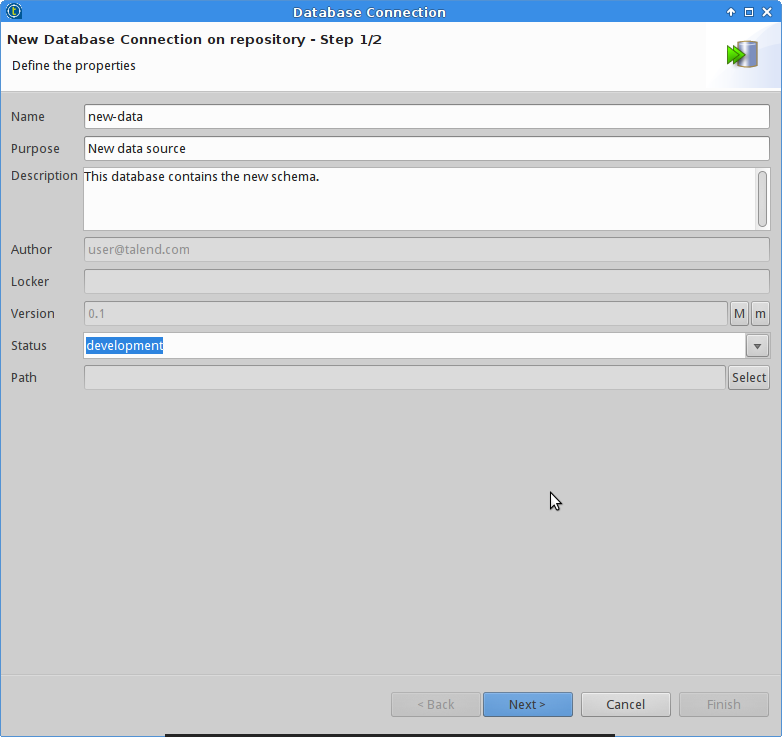 Database Connection
New Database Connection on repository - Step 1/2
Define the properties
Name new-data
Purpose New data source
Description This database contains the new schema.
Author user@talend.com
Locker
Version 0.1 M m
Status development
Path Select
< Back Next > Cancel Finish